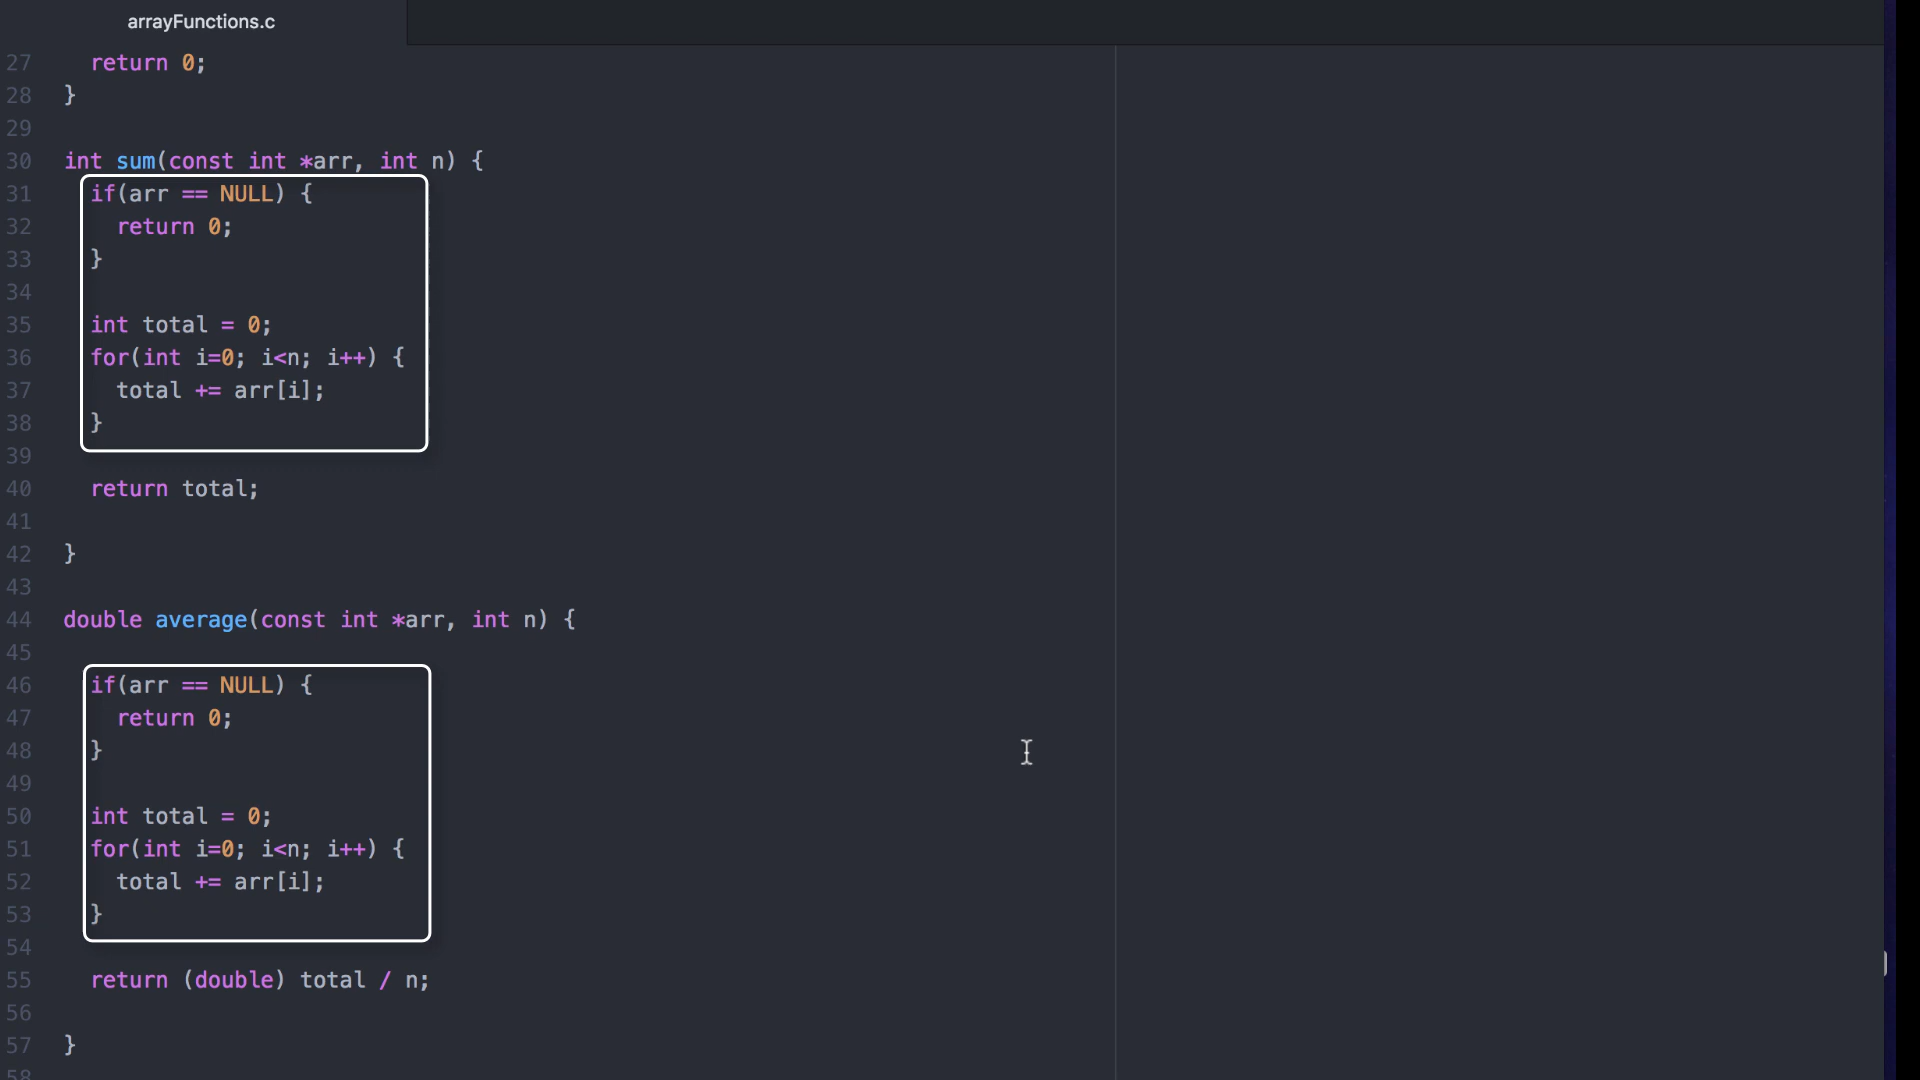 arrayFunctions.c
27 return 0;
28 }
29
30 int sum(const int *arr, int n) {
31 if(arr == NULL) {
32 return 0;
33 }
34
35 int total = 0;
36 for(int i=0; i<n; i++) {
37 total += arr[i];
38 }
39
40 return total;
41
42 }
43
44 double average(const int *arr, int n) {
45
46 if(arr == NULL) {
47 return 0;
48 }
49
50 int total = 0;
51 for(int i=0; i<n; i++) {
52 total += arr[i];
53 }
54
55 return (double) total / n;
56
57 }
58